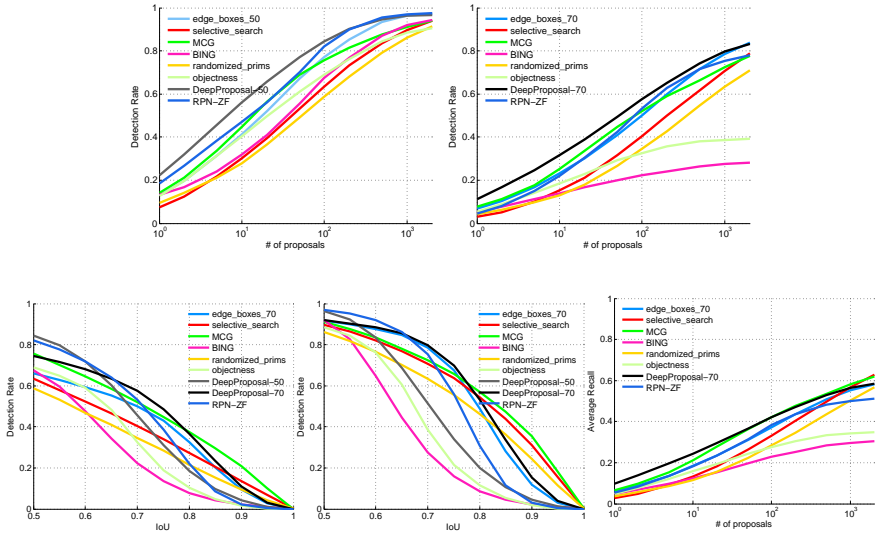 Detection Rate
1
0.8
0.6
0.4
0.2
0
10^0
10^1
10^2
10^3
# of proposals
edge_boxes_50
selective_search
MCG
BING
randomized_prims
objectness
DeepProposal-50
RPN-ZF
Detection Rate
1
0.8
0.6
0.4
0.2
0
10^0
10^1
10^2
10^3
# of proposals
edge_boxes_70
selective_search
MCG
BING
randomized_prims
objectness
DeepProposal-70
RPN-ZF
Detection Rate
1
0.8
0.6
0.4
0.2
0
0.5
0.6
0.7
0.8
0.9
1
IoU
edge_boxes_70
selective_search
MCG
BING
randomized_prims
objectness
DeepProposal-50
DeepProposal-70
RPN-ZF
Detection Rate
1
0.8
0.6
0.4
0.2
0
0.5
0.6
0.7
0.8
0.9
1
IoU
edge_boxes_70
selective_search
MCG
BING
randomized_prims
objectness
DeepProposal-50
DeepProposal-70
RPN-ZF
Average Recall
1
0.8
0.6
0.4
0.2
0
10^0
10^1
10^2
10^3
# of proposals
edge_boxes_70
selective_search
MCG
BING
randomized_prims
objectness
DeepProposal-70
RPN-ZF